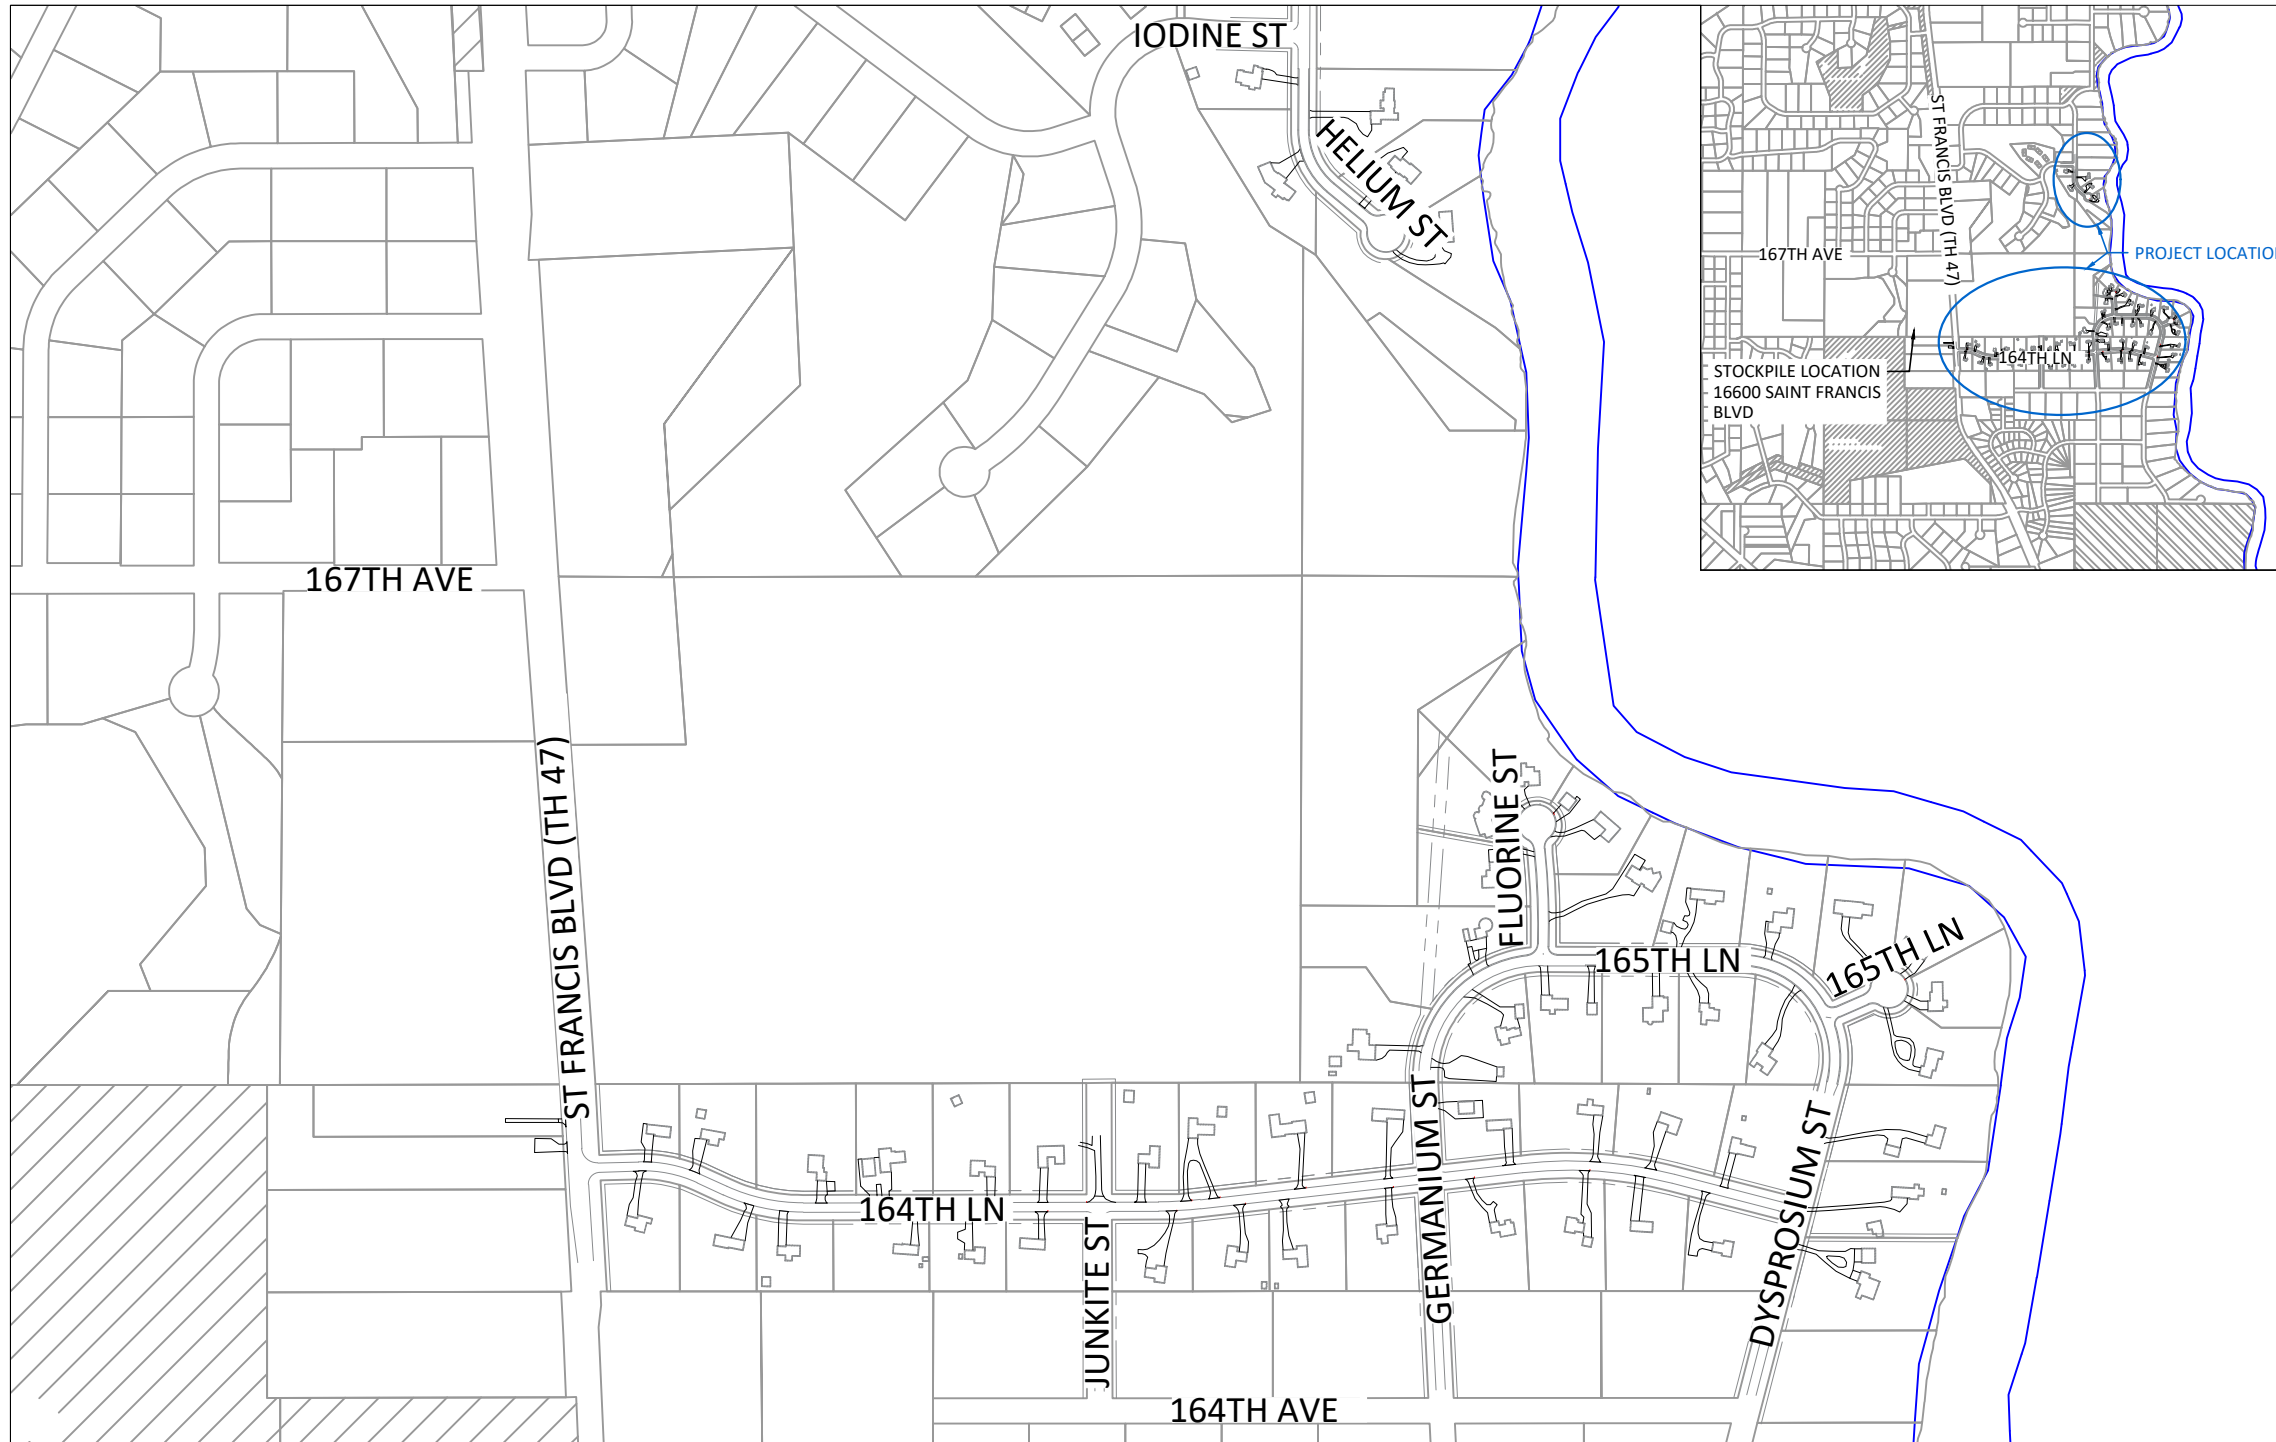 IODINE ST
HELIUM ST
167TH AVE
ST FRANCIS BLVD (TH 47)
FLUORINE ST
165TH LN
165TH LN
164TH LN
JUNKITE ST
GERMANIUM ST
DYSPROSIUM ST
164TH AVE
ST FRANCIS BLVD (TH 47)
167TH AVE
PROJECT LOCATION
164TH LN
STOCKPILE LOCATION
16600 SAINT FRANCIS
BLVD